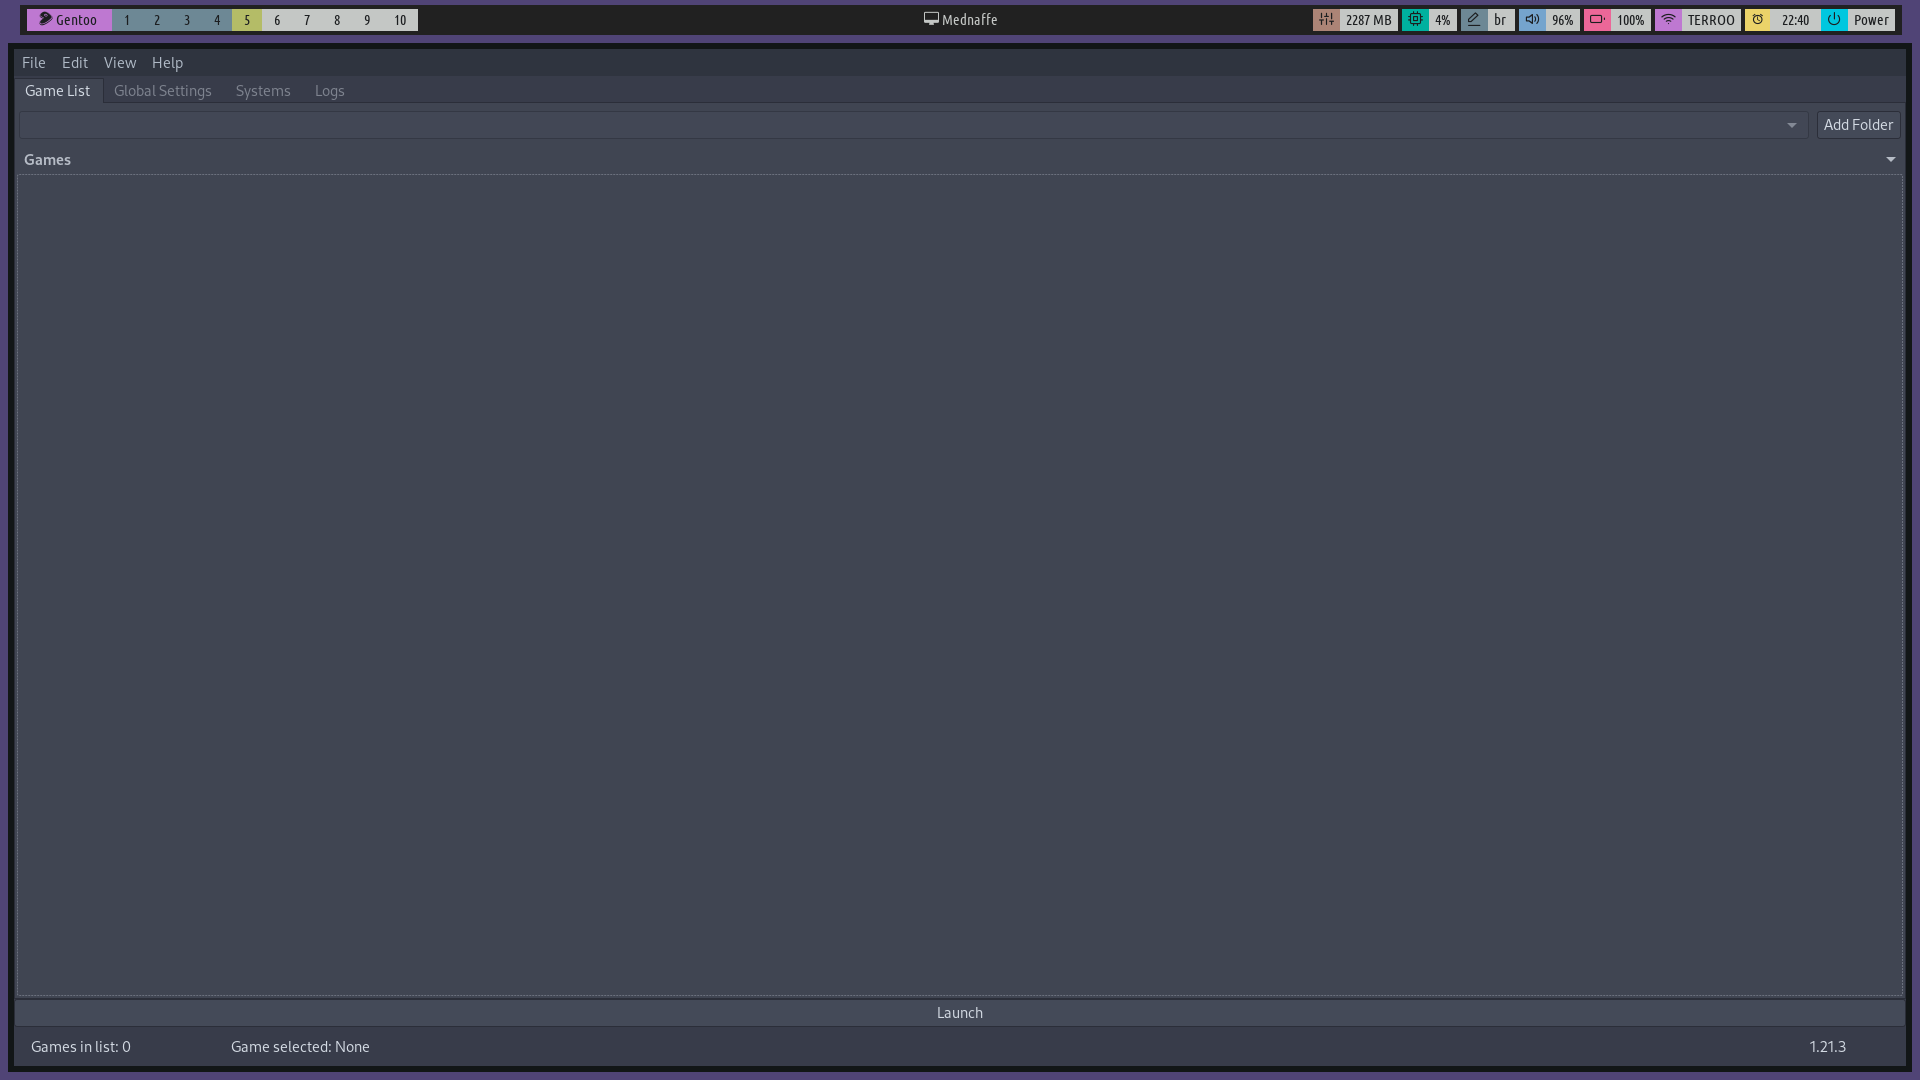 Gentoo 1 2 3 4 5 6 7 8 9 10 Mednaffe 2287 MB 4% br 96% 100% TERROO 22:40 Power
File Edit View Help
Game List Global Settings Systems Logs
Add Folder
Games
Launch
Games in list: 0 Game selected: None 1.21.3